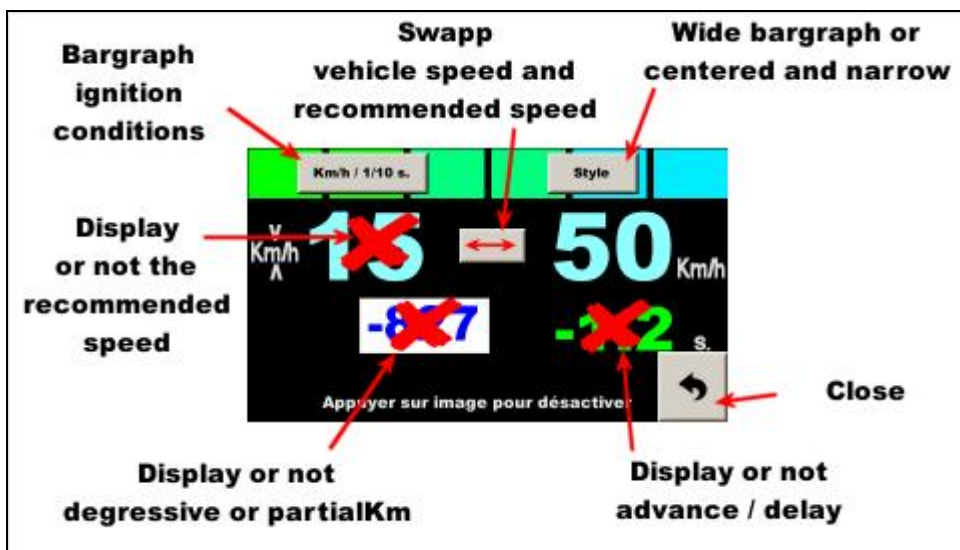 Bargraph
ignition
conditions
Swapp
vehicle speed and
recommended speed
Wide bargraph or
centered and narrow
Km/h / 1/10 s.
Style
Display
or not the
recommended
speed
Km/h
15
50
Km/h
s.
Appuyer sur image pour désactiver
Close
Display or not
degressive or partialKm
Display or not
advance / delay